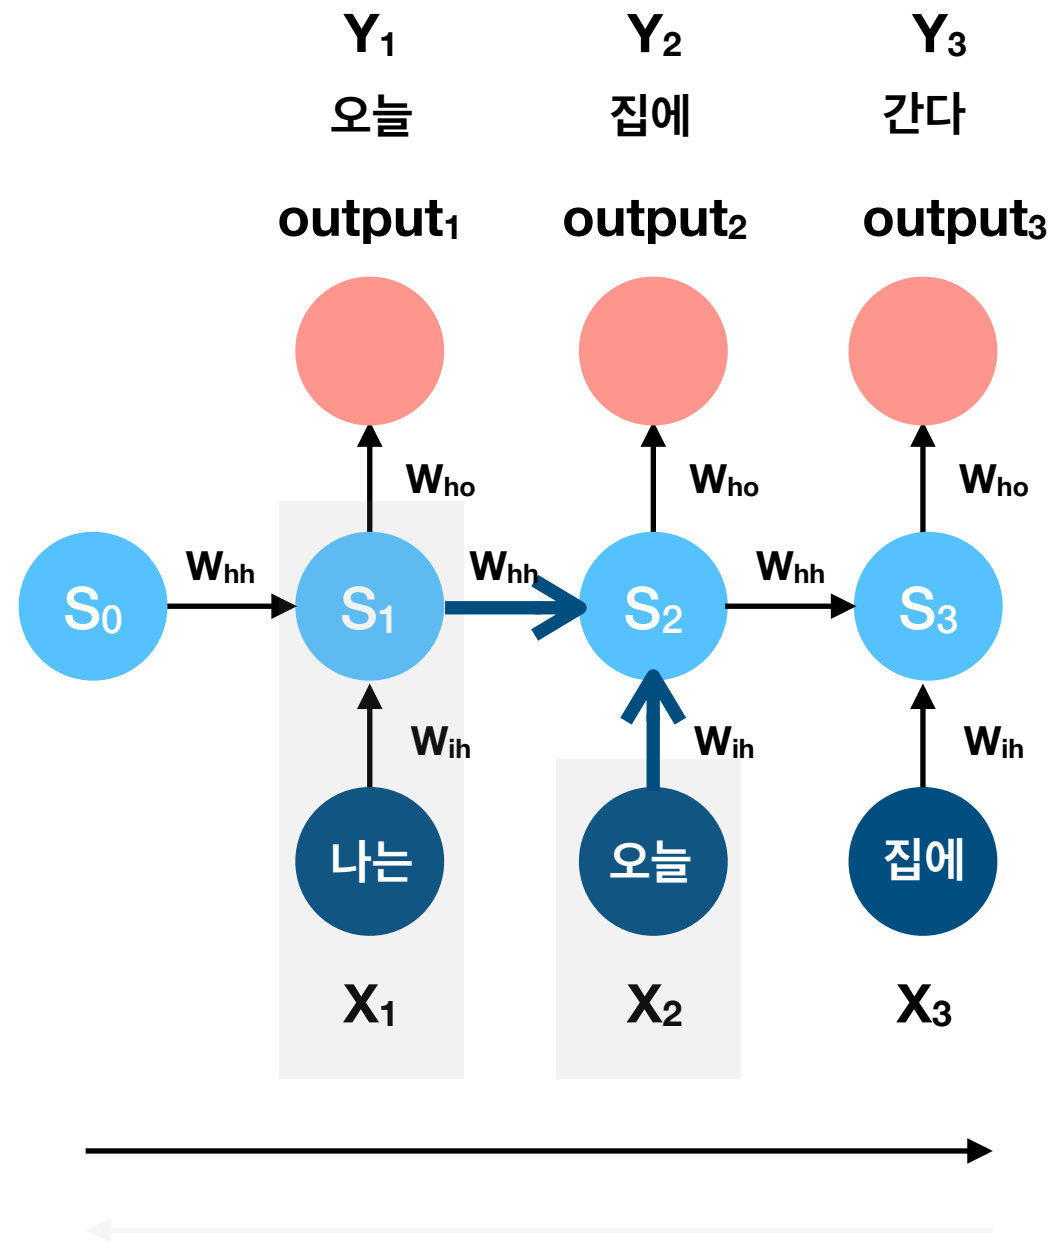 Y1 Y2 Y3
오늘 집에 간다
output1 output2 output3
Who Who Who
Whh Whh Whh
S0 S1 S2 S3
Wih Wih Wih
나는 오늘 집에
X1 X2 X3